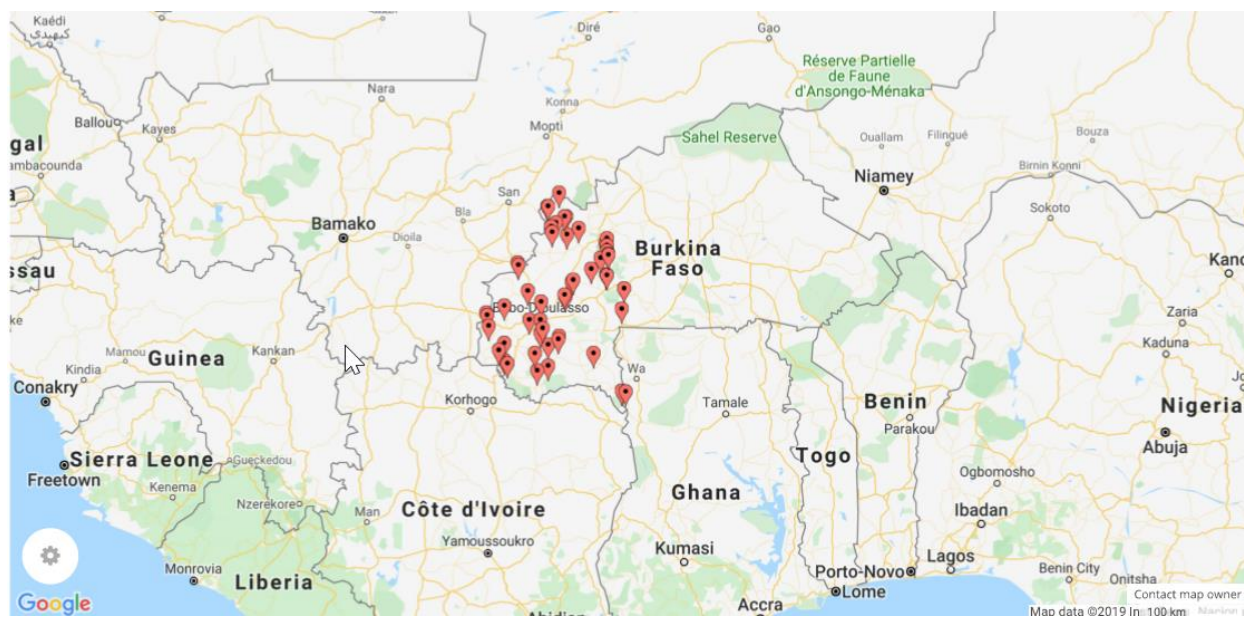 Kaédi
كيهيدي
Diré
Gao
Réserve Partielle
de Faune
d'Ansongo-Ménaka
Nara
Konna
Ballou
Kayes
Mopti
Sahel Reserve
Ouallam
Filingué
Bouza
gal
ambacounda
Birnin Konni
Niamey
San
Bla
Sokoto
Bamako
Dioila
Burkina
Faso
ssau
Kano
Bobo-Dioulasso
ke
Zaria
Mamou
Guinea
Kankan
Kaduna
Kindia
Wa
Conakry
Korhogo
Tamale
Benin
Nigeria
Parakou
Abuja
Sierra Leone
Gueckedou
Togo
Freetown
Kenema
Ogbomosho
Nzerekore
Man
Côte d'Ivoire
Ghana
Ibadan
Yamoussoukro
Kumasi
Lagos
Monrovia
Porto-Novo
Benin City
Onitsha
Liberia
Lome
Google
Abidjan
Accra
Contact map owner
Map data ©2019 In 100 km